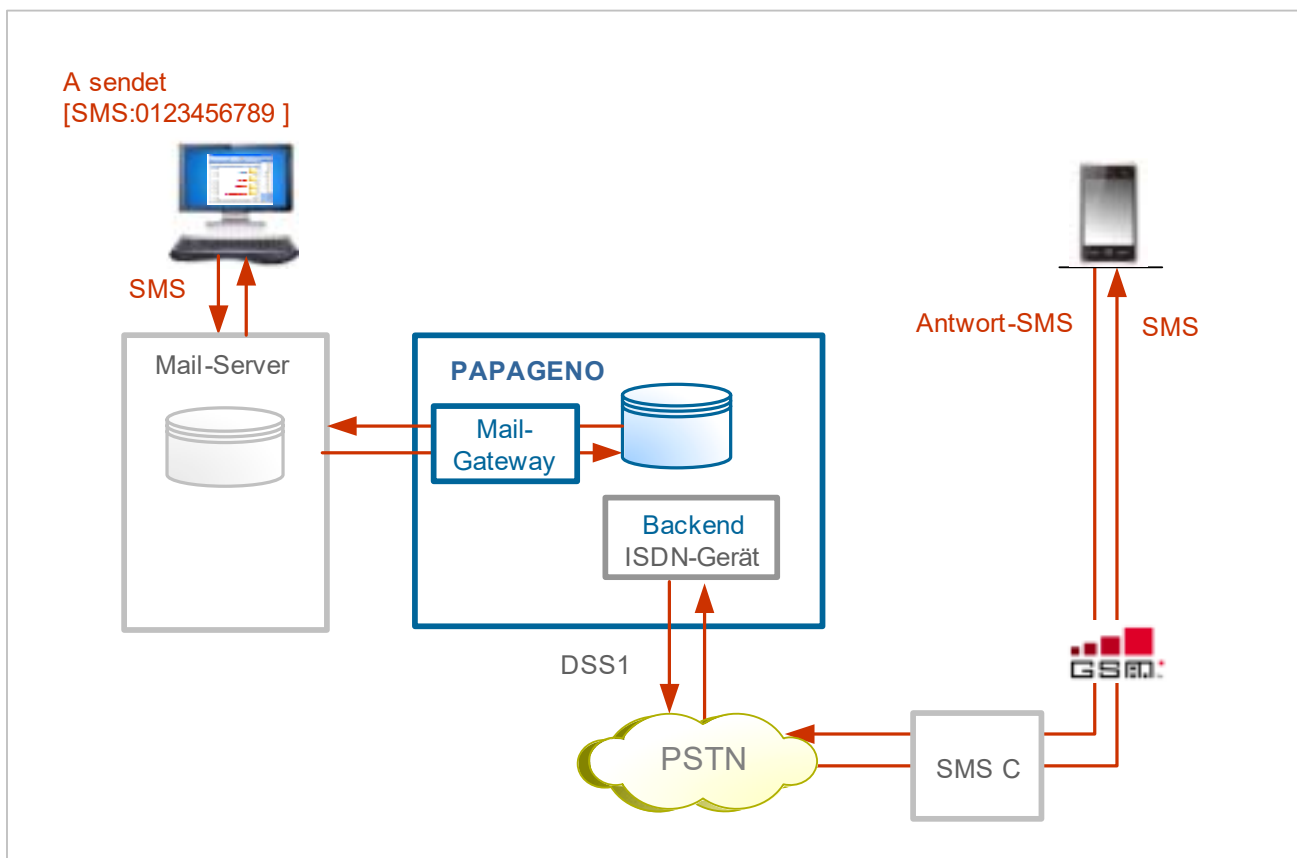 A sendet
[SMS:0123456789 ]
SMS
Antwort-SMS
SMS
Mail-Server
PAPAGENO
Mail-
Gateway
Backend
ISDN-Gerät
GSM
DSS1
PSTN
SMS C